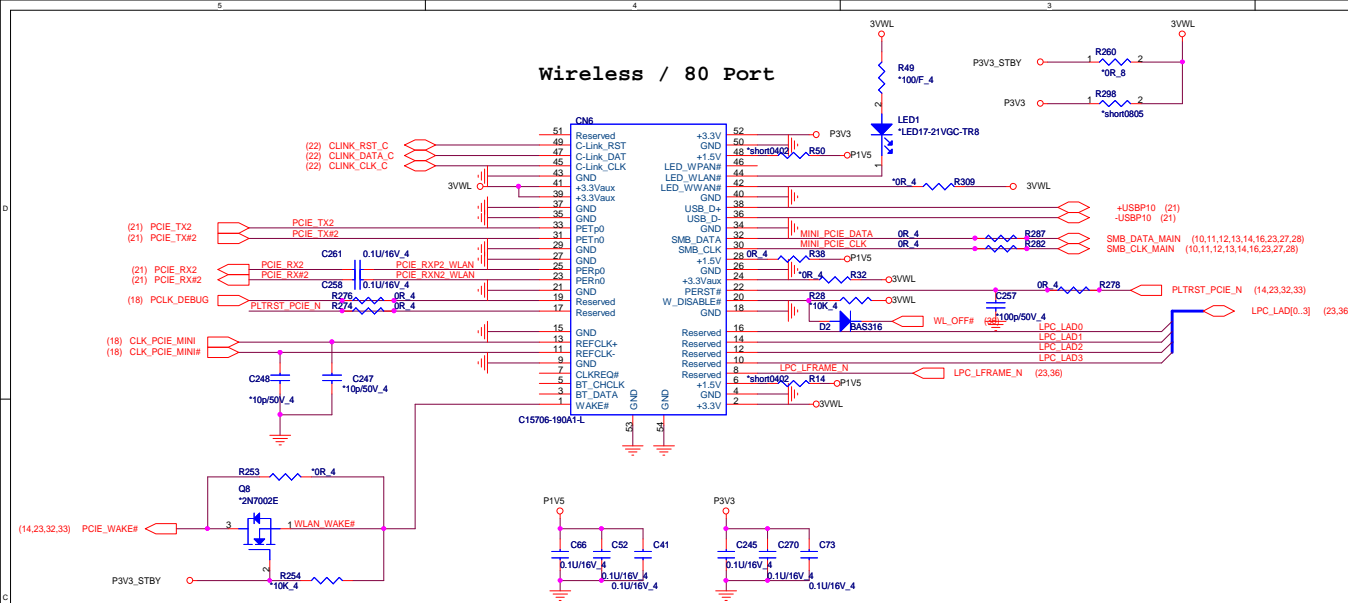 5
4
3
Wireless / 80 Port
3VWL
3VWL
R49
*100/F_4
2
LED1
*LED17-21VGC-TR8
1
P3V3_STBY
1
R260
2
*0R_8
P3V3
1
R298
2
*short0805
CN6
51
Reserved
49
C-Link_RST
47
C-Link_DAT
45
C-Link_CLK
43
GND
41
+3.3Vaux
39
+3.3Vaux
37
GND
35
GND
33
PETp0
31
PETn0
29
GND
27
GND
25
PERp0
23
PERn0
21
GND
19
Reserved
17
Reserved
15
GND
13
REFCLK+
11
REFCLK-
9
GND
7
CLKREQ#
5
BT_CHCLK
3
BT_DATA
1
WAKE#
+3.3V
52
GND
50
+1.5V
48
LED_WPAN#
46
LED_WLAN#
44
LED_WWAN#
42
GND
40
USB_D+
38
USB_D-
36
GND
34
SMB_DATA
32
SMB_CLK
30
+1.5V
28
GND
26
+3.3Vaux
24
PERST#
22
W_DISABLE#
20
GND
18
Reserved
16
Reserved
14
Reserved
12
Reserved
10
Reserved
8
+1.5V
6
GND
4
+3.3V
2
GND
GND
53
54
C15706-190A1-L
(22) CLINK_RST_C
(22) CLINK_DATA_C
(22) CLINK_CLK_C
3VWL
(21) PCIE_TX2
PCIE_TX2
(21) PCIE_TX#2
PCIE_TX#2
C261
0.1U/16V_4
(21) PCIE_RX2
PCIE_RX2
PCIE_RXP2_WLAN
(21) PCIE_RX#2
PCIE_RX#2
PCIE_RXN2_WLAN
C258
0.1U/16V_4
(18) PCLK_DEBUG
R276
0R_4
PLTRST_PCIE_N
R274
0R_4
(18) CLK_PCIE_MINI
(18) CLK_PCIE_MINI#
C248
*10p/50V_4
C247
*10p/50V_4
P3V3
*short0402
R50
P1V5
*0R_4
R309
3VWL
+USBP10 (21)
-USBP10 (21)
MINI_PCIE_DATA
0R_4
R287
SMB_DATA_MAIN (10,11,12,13,14,16,23,27,28)
MINI_PCIE_CLK
0R_4
R282
SMB_CLK_MAIN (10,11,12,13,14,16,23,27,28)
0R_4
R38
P1V5
*0R_4
R32
3VWL
0R_4
R278
PLTRST_PCIE_N (14,23,32,33)
R28
*10K_4
3VWL
C257
*100p/50V_4
D2
BAS316
WL_OFF#
LPC_LAD[0..3] (23,36
LPC_LAD0
LPC_LAD1
LPC_LAD2
LPC_LAD3
LPC_LFRAME_N
LPC_LFRAME_N (23,36)
*short0402
R14
P1V5
3VWL
D
R253
*0R_4
Q8
*2N7002E
(14,23,32,33) PCIE_WAKE#
3
1
WLAN_WAKE#
2
P3V3_STBY
R254
*10K_4
P1V5
C66
0.1U/16V_4
C52
0.1U/16V_4
C41
0.1U/16V_4
P3V3
C245
0.1U/16V_4
C270
0.1U/16V_4
C73
0.1U/16V_4
C